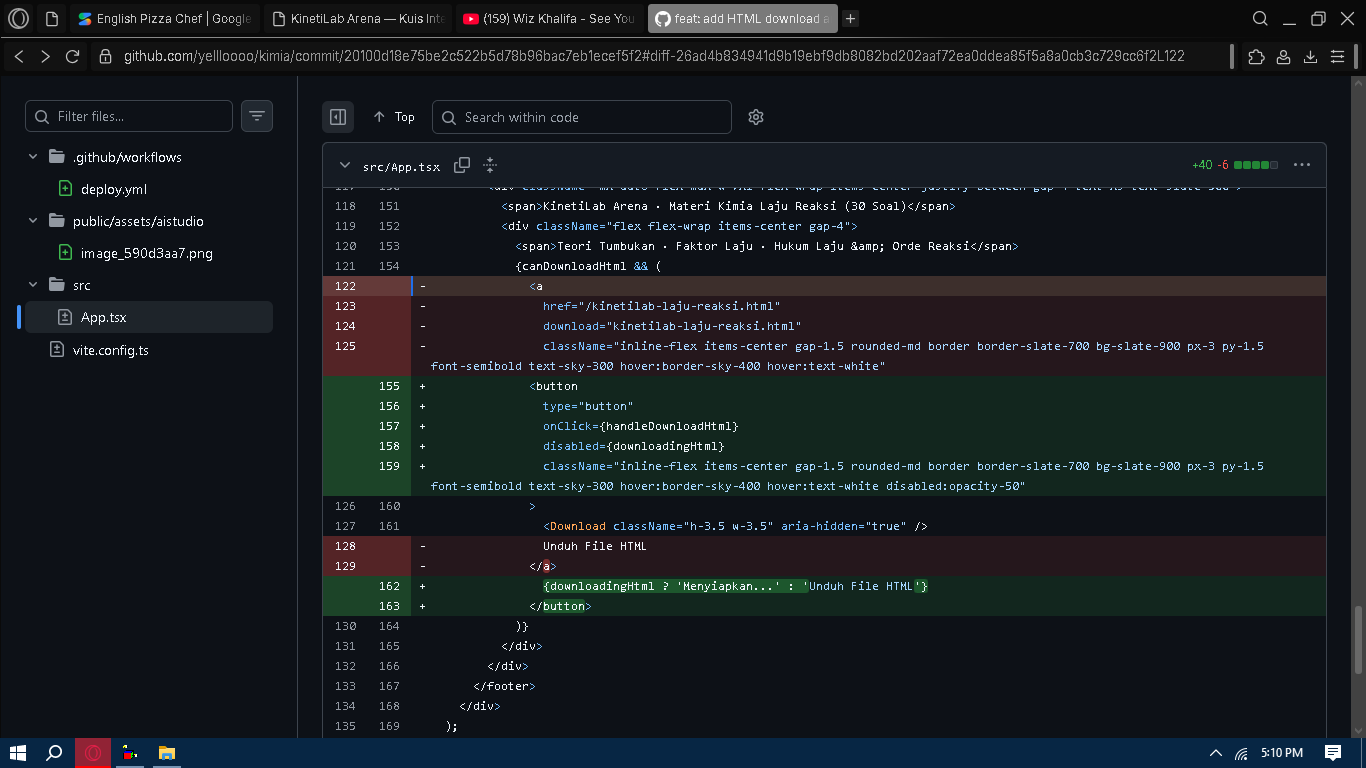 English Pizza Chef | Google
KinetiLab Arena — Kuis Inte
(159) Wiz Khalifa - See You
feat: add HTML download a
github.com/yellloooo/kimia/commit/20100d18e75be2c522b5d78b96bac7eb1ecef5f2#diff-26ad4b834941d9b19ebf9db8082bd202aaf72ea0ddea85f5a8a0cb3c729cc6f2L122
Filter files...
.github/workflows
deploy.yml
public/assets/aistudio
image_590d3aa7.png
src
App.tsx
vite.config.ts
Top
Search within code
src/App.tsx
+40 -6
118 151 <span>KinetiLab Arena · Materi Kimia Laju Reaksi (30 Soal)</span>
119 152 <div className="flex flex-wrap items-center gap-4">
120 153 <span>Teori Tumbukan · Faktor Laju · Hukum Laju &amp; Orde Reaksi</span>
121 154 {canDownloadHtml && (
122 - <a
123 - href="/kinetilab-laju-reaksi.html"
124 - download="kinetilab-laju-reaksi.html"
125 - className="inline-flex items-center gap-1.5 rounded-md border border-slate-700 bg-slate-900 px-3 py-1.5
font-semibold text-sky-300 hover:border-sky-400 hover:text-white"
155 + <button
156 + type="button"
157 + onClick={handleDownloadHtml}
158 + disabled={downloadingHtml}
159 + className="inline-flex items-center gap-1.5 rounded-md border border-slate-700 bg-slate-900 px-3 py-1.5
font-semibold text-sky-300 hover:border-sky-400 hover:text-white disabled:opacity-50"
126 160 >
127 161 <Download className="h-3.5 w-3.5" aria-hidden="true" />
128 - Unduh File HTML
129 - </a>
162 + {downloadingHtml ? 'Menyiapkan...' : 'Unduh File HTML'}
163 + </button>
130 164 )}
131 165 </div>
132 166 </div>
133 167 </footer>
134 168 </div>
135 169 );
5:10 PM